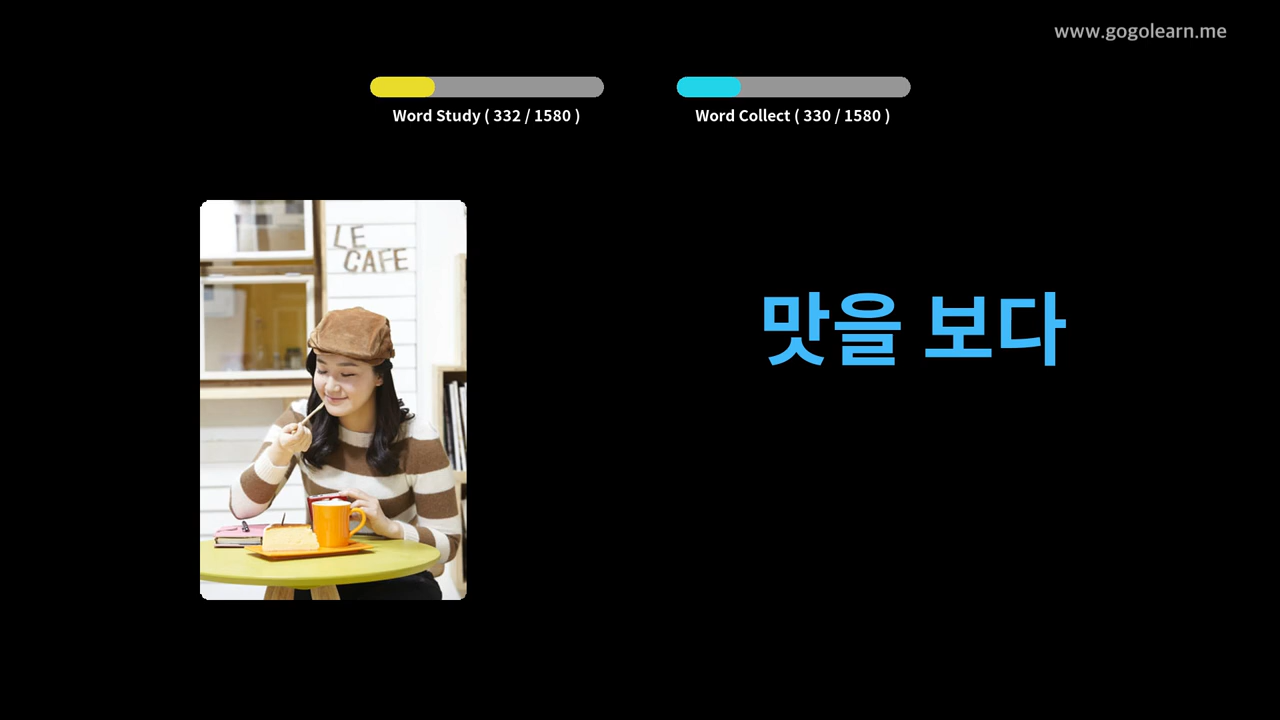 www.gogolearn.me
Word Study ( 332 / 1580 )
Word Collect ( 330 / 1580 )
LE
CAFE
맛을 보다